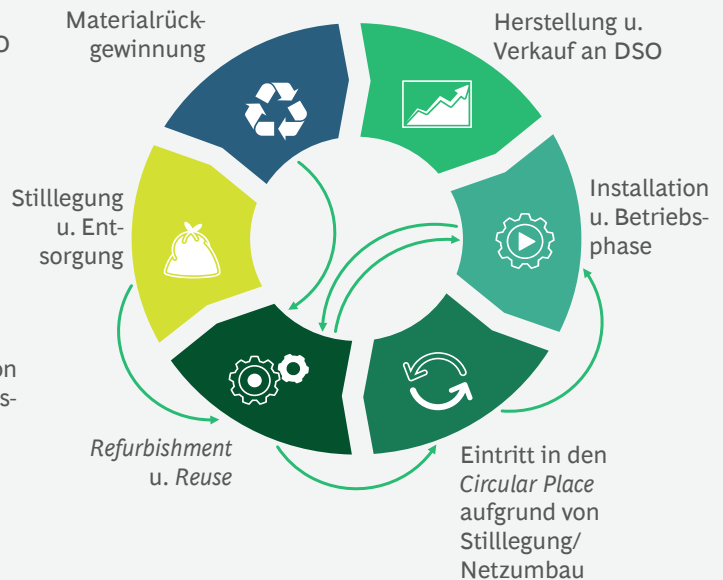 Materialrück-
gewinnung
Herstellung u.
Verkauf an DSO
Installation
u. Betriebs-
phase
Eintritt in den
Circular Place
aufgrund von
Stilllegung/
Netzumbau
Refurbishment
u. Reuse
Stilllegung
u. Ent-
sorgung